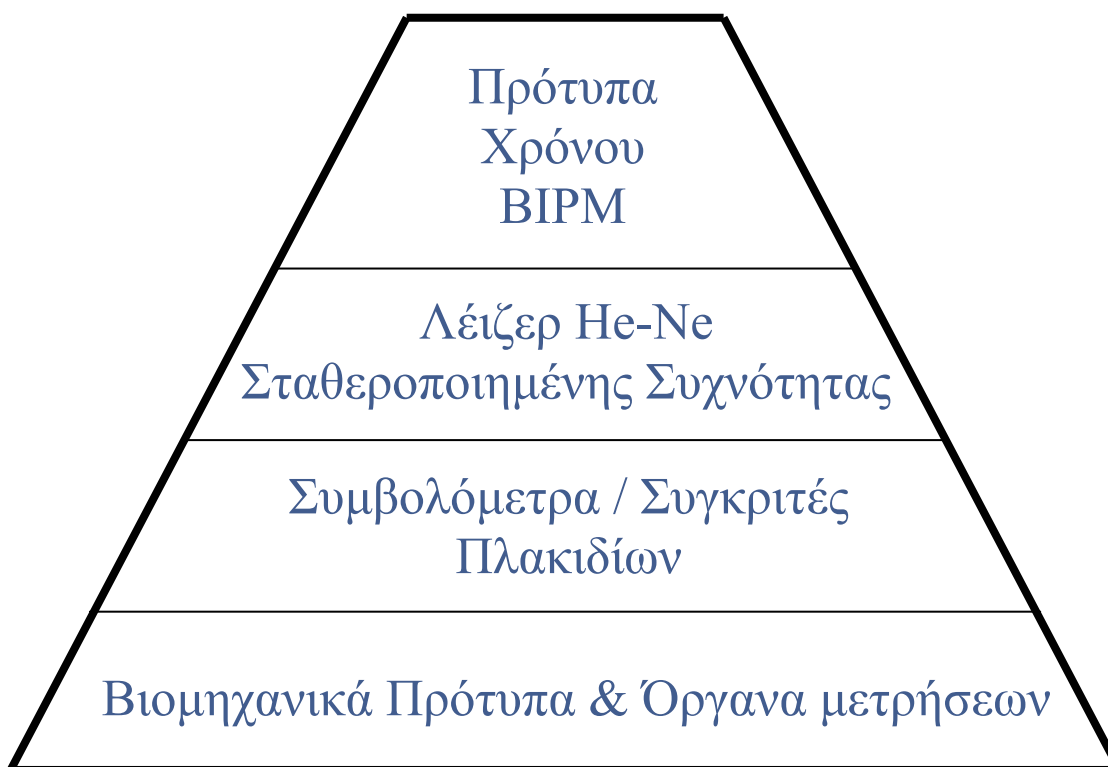 Πρότυπα
Χρόνου
BIPM
Λέιζερ He-Ne
Σταθεροποιημένης Συχνότητας
Συμβολόμετρα / Συγκριτές
Πλακιδίων
Βιομηχανικά Πρότυπα & Όργανα μετρήσεων